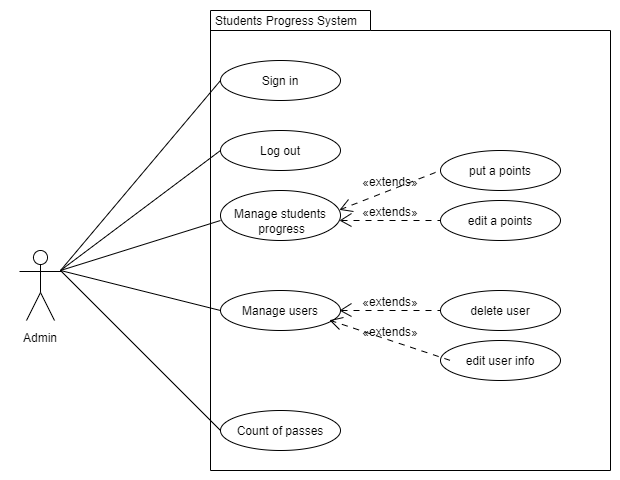 Students Progress System
Sign in
Log out
Manage students
progress
«extends»
put a points
«extends»
edit a points
Admin
Manage users
«extends»
delete user
«extends»
edit user info
Count of passes